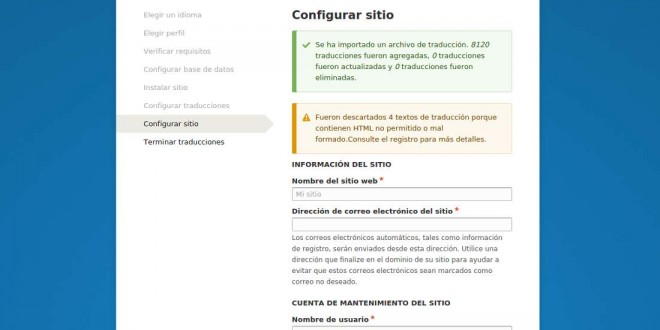 Elegir un idioma
Elegir perfil
Verificar requisitos
Configurar base de datos
Instalar sitio
Configurar traducciones
Configurar sitio
Terminar traducciones
Configurar sitio
Se ha importado un archivo de traducción. 8120
traducciones fueron agregadas, 0 traducciones
fueron actualizadas y 0 traducciones fueron
eliminadas.
Fueron descartados 4 textos de traducción porque
contienen HTML no permitido o mal
formado.Consulte el registro para más detalles.
INFORMACIÓN DEL SITIO
Nombre del sitio web *
Mi sitio
Dirección de correo electrónico del sitio *
Los correos electrónicos automáticos, tales como información
de registro, serán enviados desde esta dirección. Utilice una
dirección que finalize en el dominio de su sitio para ayudar a
evitar que estos correos electrónicos sean marcados como
correo no deseado.
CUENTA DE MANTENIMIENTO DEL SITIO
Nombre de usuario *